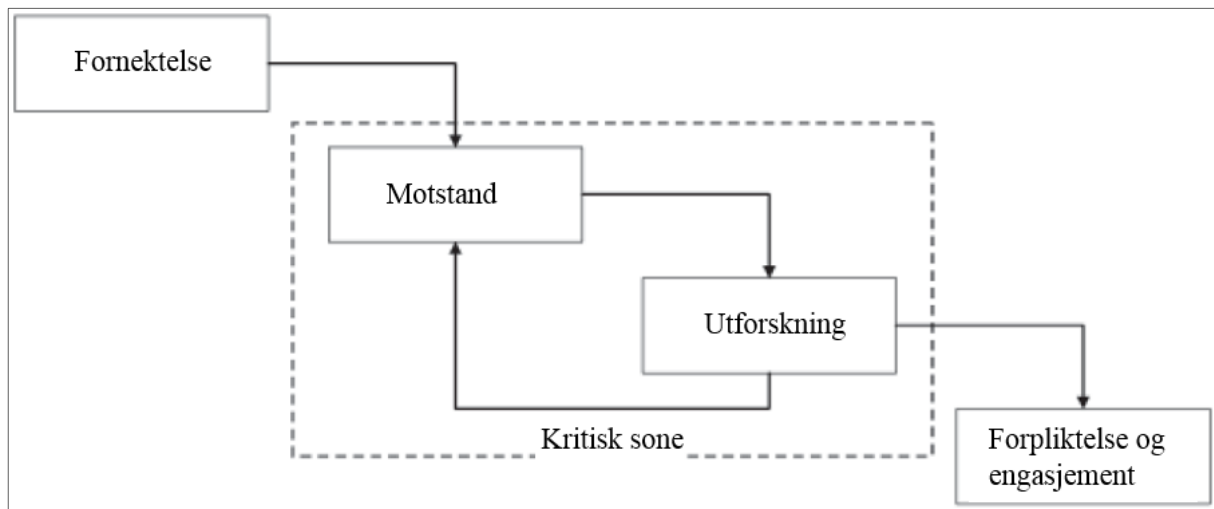 Fornektelse
Motstand
Utforskning
Kritisk sone
Forpliktelse og
engasjement